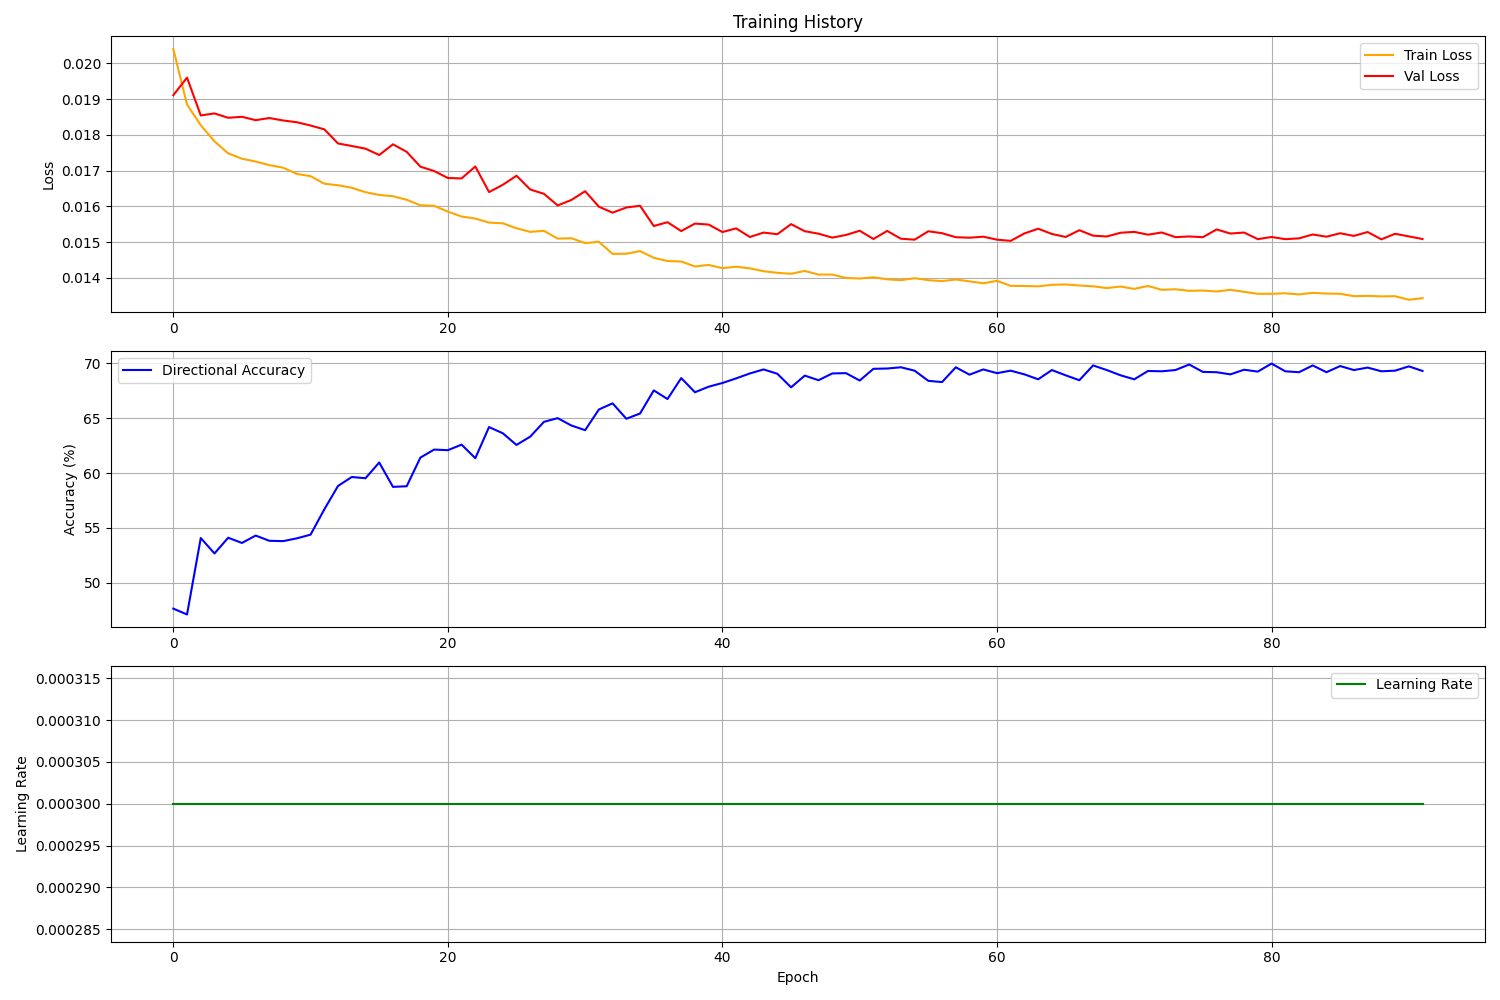 Training History
Train Loss
Val Loss
Loss
0.020
0.019
0.018
0.017
0.016
0.015
0.014
0 20 40 60 80
Directional Accuracy
Accuracy (%)
70
65
60
55
50
0 20 40 60 80
Learning Rate
Learning Rate
0.000315
0.000310
0.000305
0.000300
0.000295
0.000290
0.000285
0 20 40 60 80
Epoch